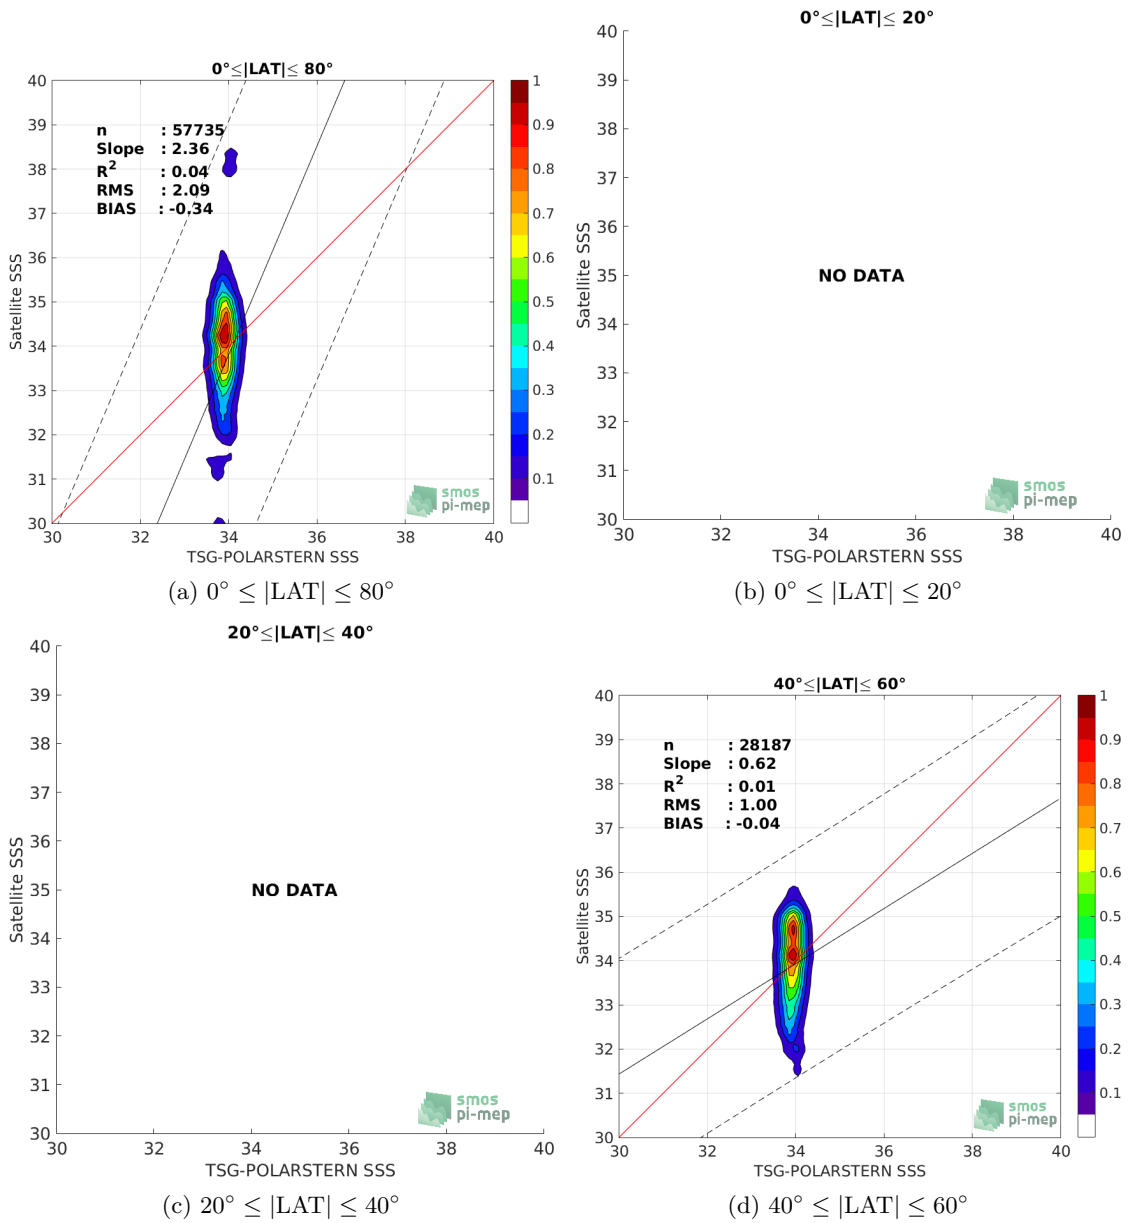 0°≤|LAT|≤ 80°
40
39
38
37
36
35
34
33
32
31
30
n : 57735
Slope : 2.36
R2 : 0.04
RMS : 2.09
BIAS : -0.34
1
0.9
0.8
0.7
0.6
0.5
0.4
0.3
0.2
0.1
Satellite SSS
smos
pi-mep
30 32 34 36 38 40
TSG-POLARSTERN SSS
(a) 0° ≤ |LAT| ≤ 80°
0°≤|LAT|≤ 20°
40
39
38
37
36
35
34
33
32
31
30
Satellite SSS
NO DATA
smos
pi-mep
30 32 34 36 38 40
TSG-POLARSTERN SSS
(b) 0° ≤ |LAT| ≤ 20°
20°≤|LAT|≤ 40°
40
39
38
37
36
35
34
33
32
31
30
Satellite SSS
NO DATA
smos
pi-mep
30 32 34 36 38 40
TSG-POLARSTERN SSS
(c) 20° ≤ |LAT| ≤ 40°
40°≤|LAT|≤ 60°
40
39
38
37
36
35
34
33
32
31
30
n : 28187
Slope : 0.62
R2 : 0.01
RMS : 1.00
BIAS : -0.04
1
0.9
0.8
0.7
0.6
0.5
0.4
0.3
0.2
0.1
Satellite SSS
smos
pi-mep
30 32 34 36 38 40
TSG-POLARSTERN SSS
(d) 40° ≤ |LAT| ≤ 60°